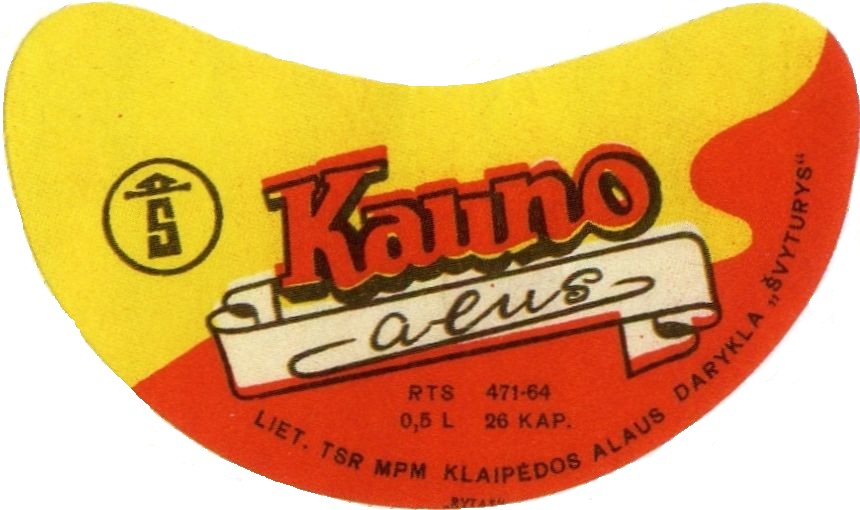 Š
Kauno
alus
RTS 471-64
0,5 L 26 KAP.
LIET. TSR MPM KLAIPĖDOS ALAUS DARYKLA „ŠVYTURYS“